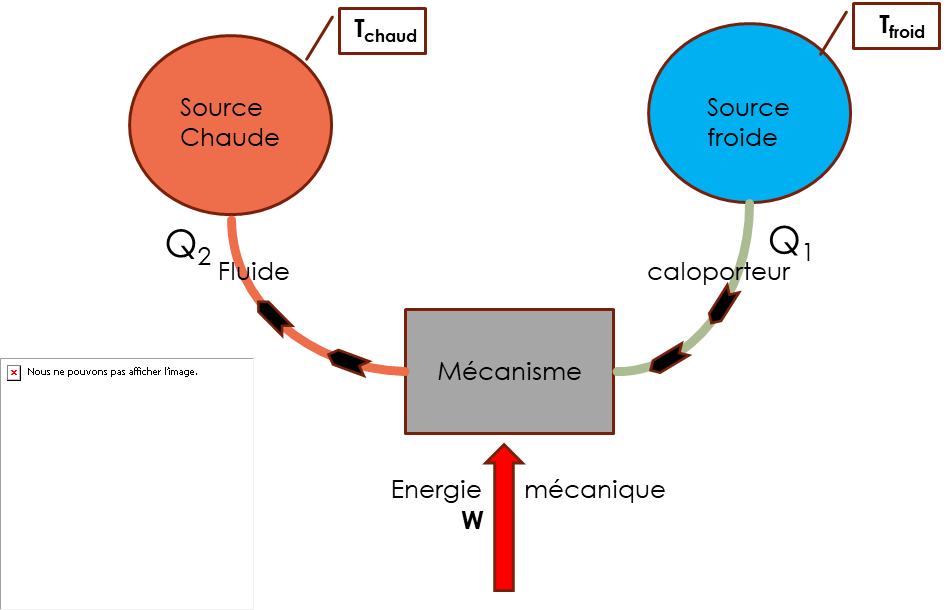 Tchaud
Tfroid
Source
Chaude
Source
froide
Q2
Q1
Fluide
caloporteur
Nous ne pouvons pas afficher l'image.
Mécanisme
Energie mécanique
W